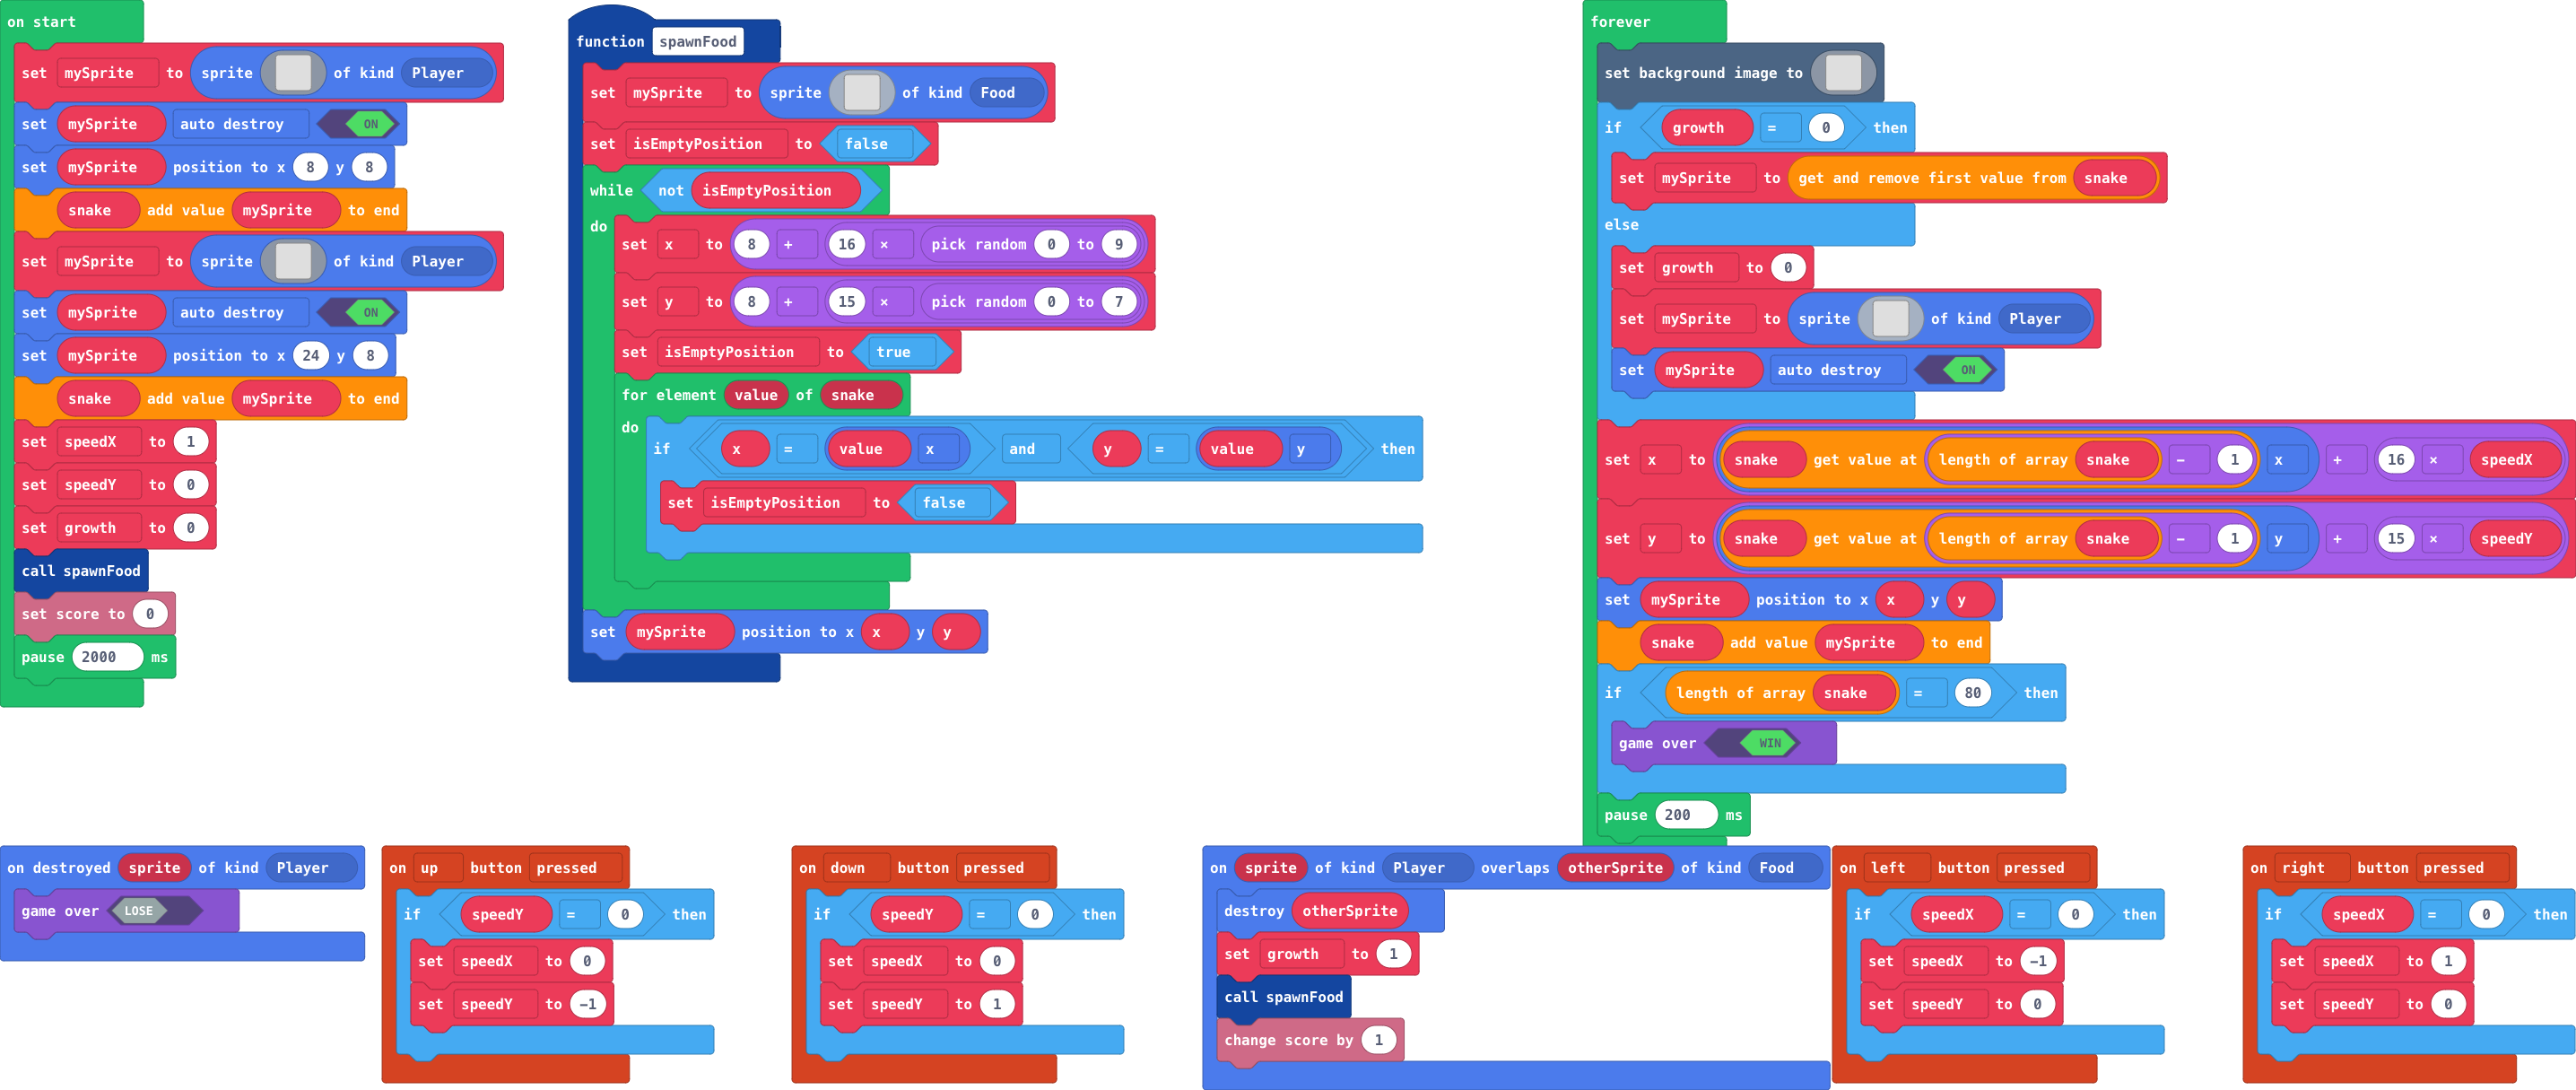 on start
set mySprite to sprite of kind Player
set mySprite auto destroy ON
set mySprite position to x 8 y 8
snake add value mySprite to end
set mySprite to sprite of kind Player
set mySprite auto destroy ON
set mySprite position to x 24 y 8
snake add value mySprite to end
set speedX to 1
set speedY to 0
set growth to 0
call spawnFood
set score to 0
pause 2000 ms
function spawnFood
set mySprite to sprite of kind Food
set isEmptyPosition to false
while not isEmptyPosition
do
set x to 8 + 16 × pick random 0 to 9
set y to 8 + 15 × pick random 0 to 7
set isEmptyPosition to true
for element value of snake
do
if x = value x and y = value y then
set isEmptyPosition to false
set mySprite position to x x y y
forever
set background image to
if growth = 0 then
set mySprite to get and remove first value from snake
else
set growth to 0
set mySprite to sprite of kind Player
set mySprite auto destroy ON
set x to snake get value at length of array snake - 1 x + 16 × speedX
set y to snake get value at length of array snake - 1 y + 15 × speedY
set mySprite position to x x y y
snake add value mySprite to end
if length of array snake = 80 then
game over WIN
pause 200 ms
on destroyed sprite of kind Player
game over LOSE
on up button pressed
if speedY = 0 then
set speedX to 0
set speedY to -1
on down button pressed
if speedY = 0 then
set speedX to 0
set speedY to 1
on sprite of kind Player overlaps otherSprite of kind Food
destroy otherSprite
set growth to 1
call spawnFood
change score by 1
on left button pressed
if speedX = 0 then
set speedX to -1
set speedY to 0
on right button pressed
if speedX = 0 then
set speedX to 1
set speedY to 0